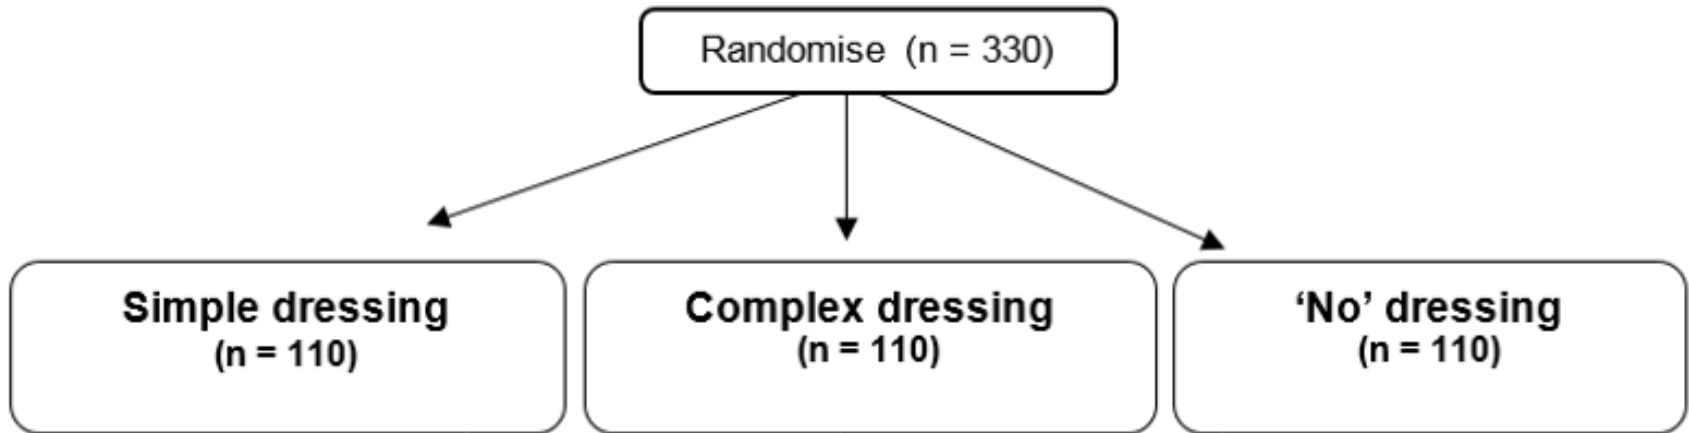 Randomise (n = 330)
Simple dressing
(n = 110)
Complex dressing
(n = 110)
‘No’ dressing
(n = 110)